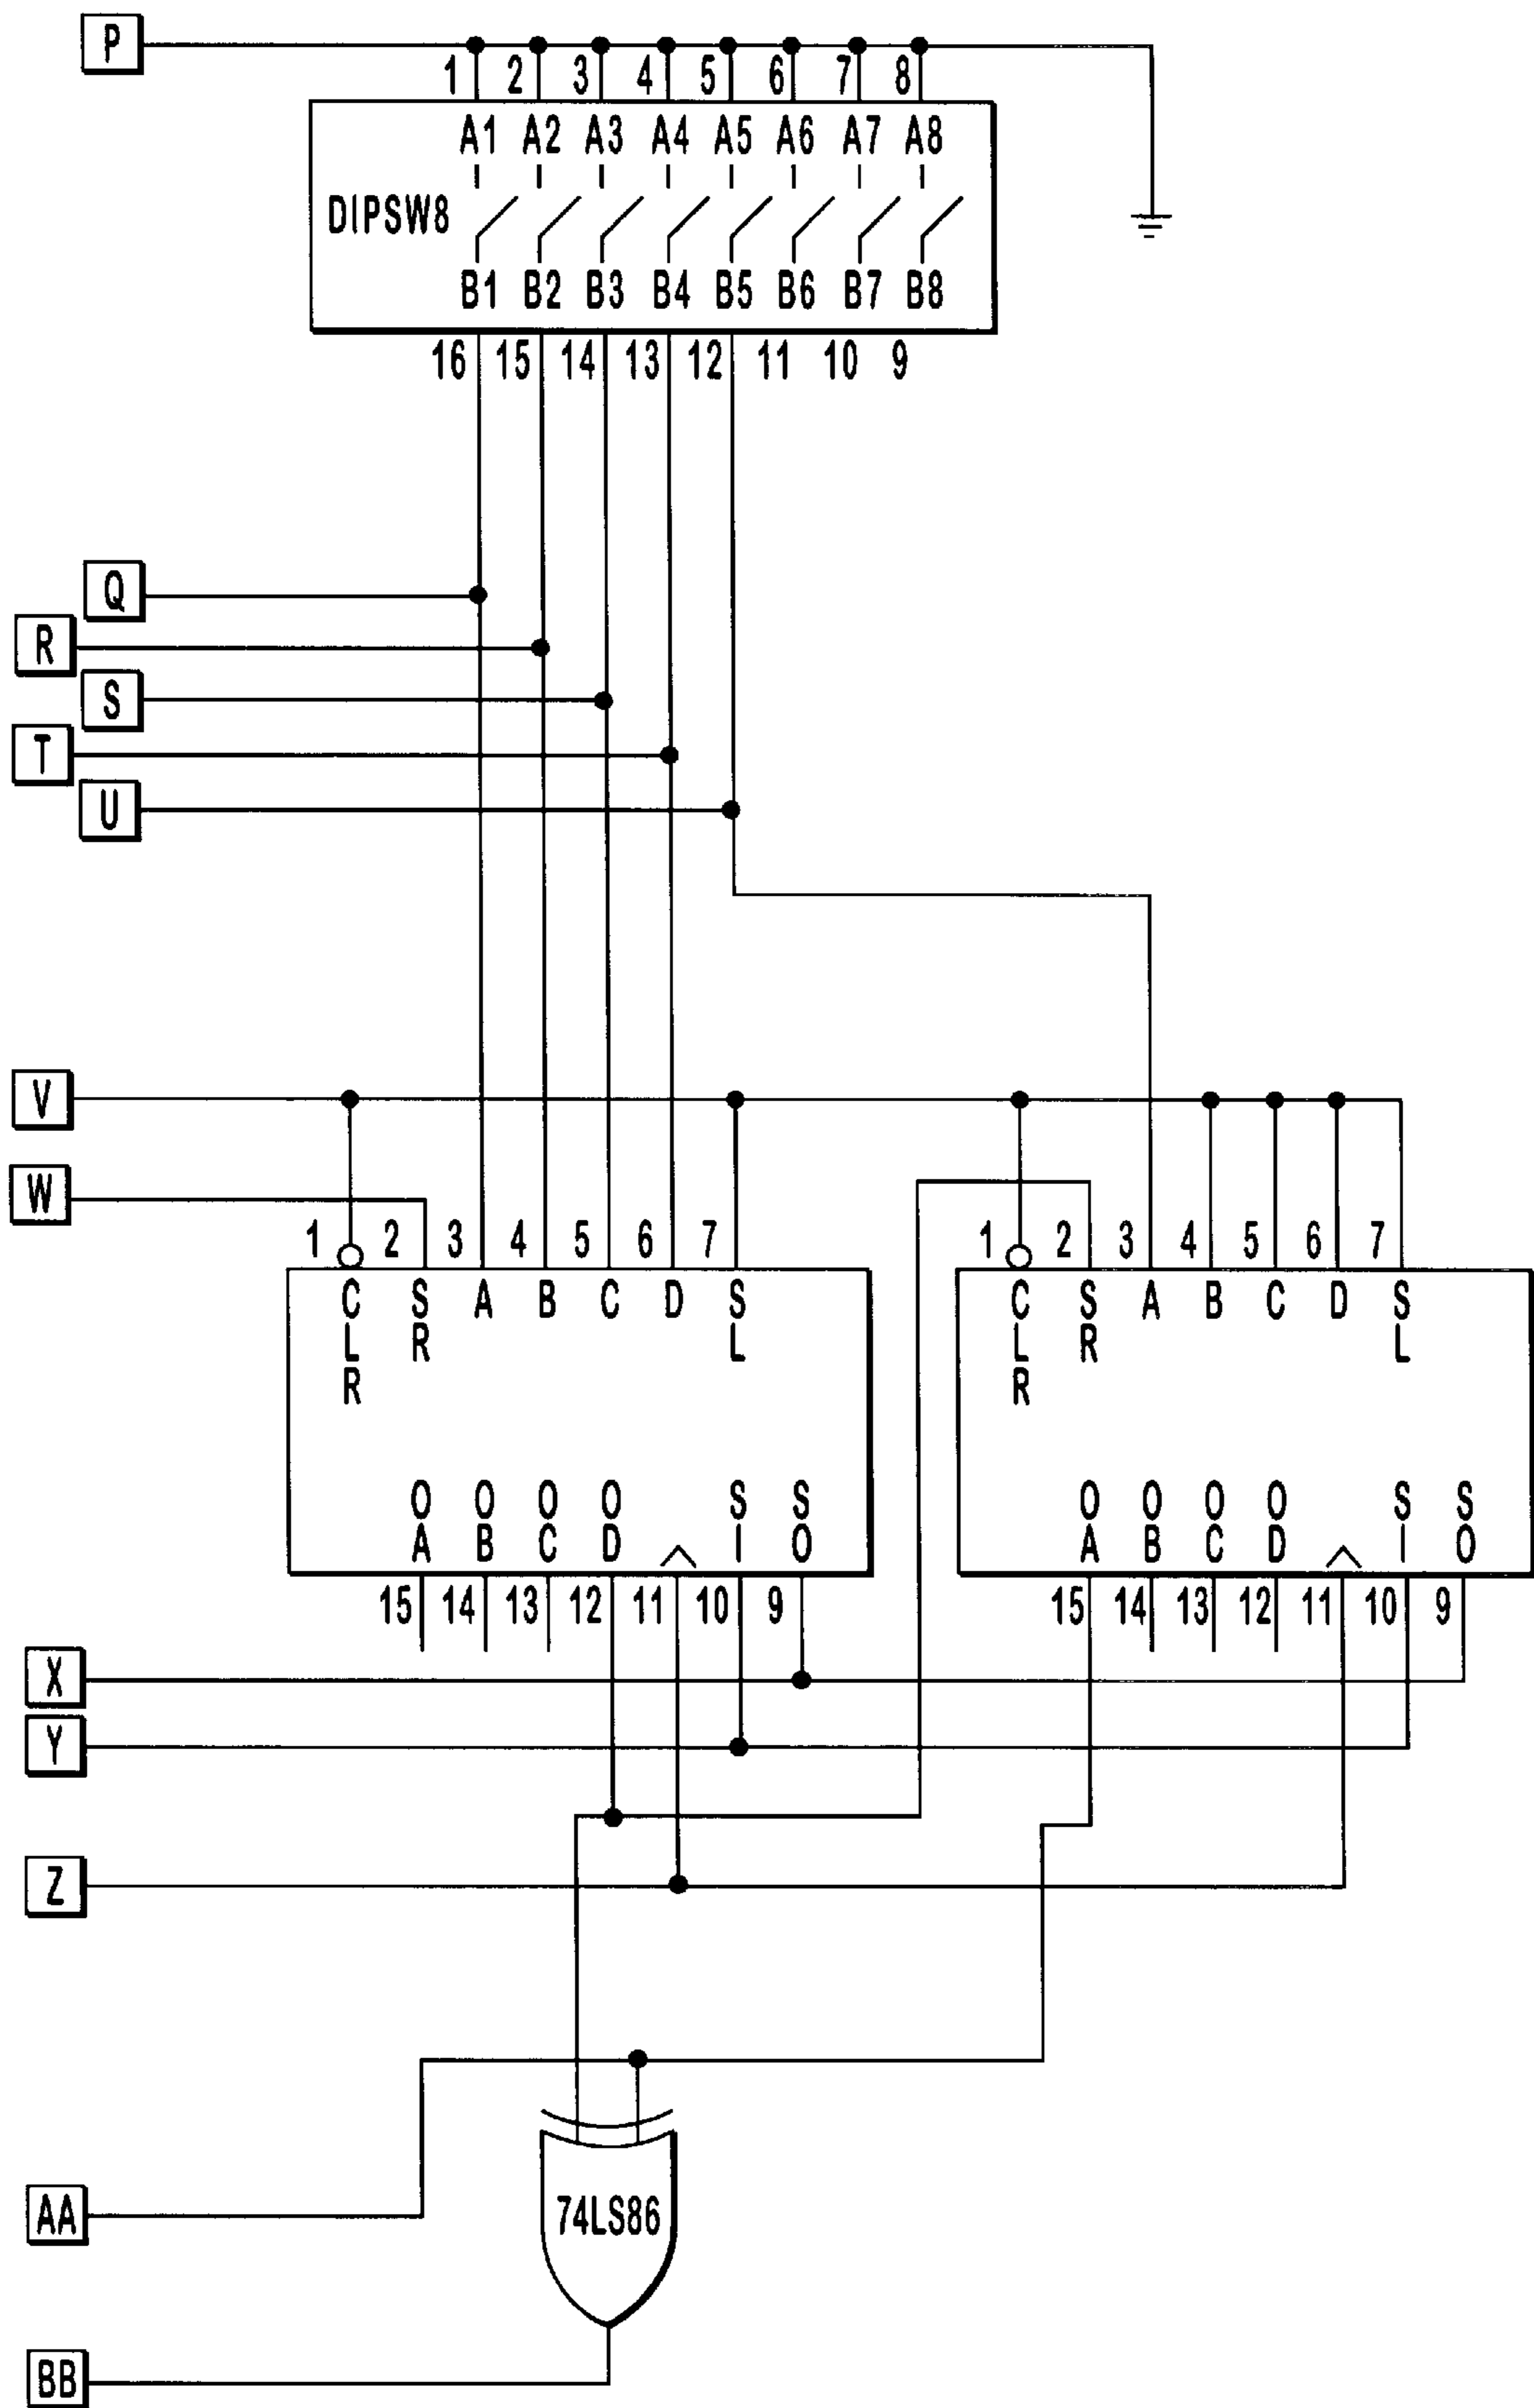 P
1 2 3 4 5 6 7 8
A1 A2 A3 A4 A5 A6 A7 A8
DIPSW8
B1 B2 B3 B4 B5 B6 B7 B8
16 15 14 13 12 11 10 9
Q
R
S
T
U
V
W
1 2 3 4 5 6 7
1 2 3 4 5 6 7
CLR SR A B C D SL
CLR SR A B C D SL
OA OB OC OD SI SO
OA OB OC OD SI SO
15 14 13 12 11 10 9
15 14 13 12 11 10 9
X
Y
Z
74LS86
AA
BB